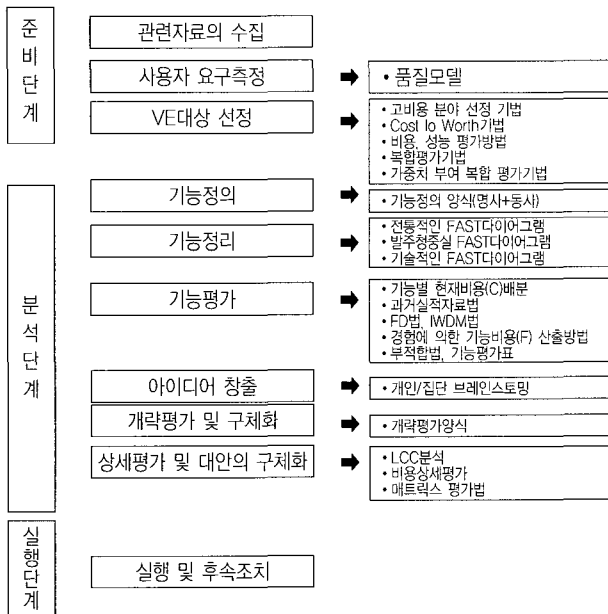 준비단계
관련자료의 수집
사용자 요구측정
• 품질모델
VE대상 선정
• 고비용 분야 선정 기법
• Cost lo Worth기법
• 비용, 성능 평가방법
• 복합평가기법
• 가중치 부여 복합 평가기법
분석단계
기능정의
• 기능정의 양식(명사+동사)
기능정리
• 전통적인 FAST다이어그램
• 발주청중심 FAST다이어그램
• 기술적인 FAST다이어그램
기능평가
• 기능별 현재비용(C)배분
• 과거실적자료법
• FD법, IWDM법
• 경험에 의한 기능비용(F) 산출방법
• 부적합법, 기능평가표
아이디어 창출
• 개인/집단 브레인스토밍
개략평가 및 구체화
• 개략평가양식
상세평가 및 대안의 구체화
• LCC분석
• 비용상세평가
• 매트릭스 평가법
실행단계
실행 및 후속조치